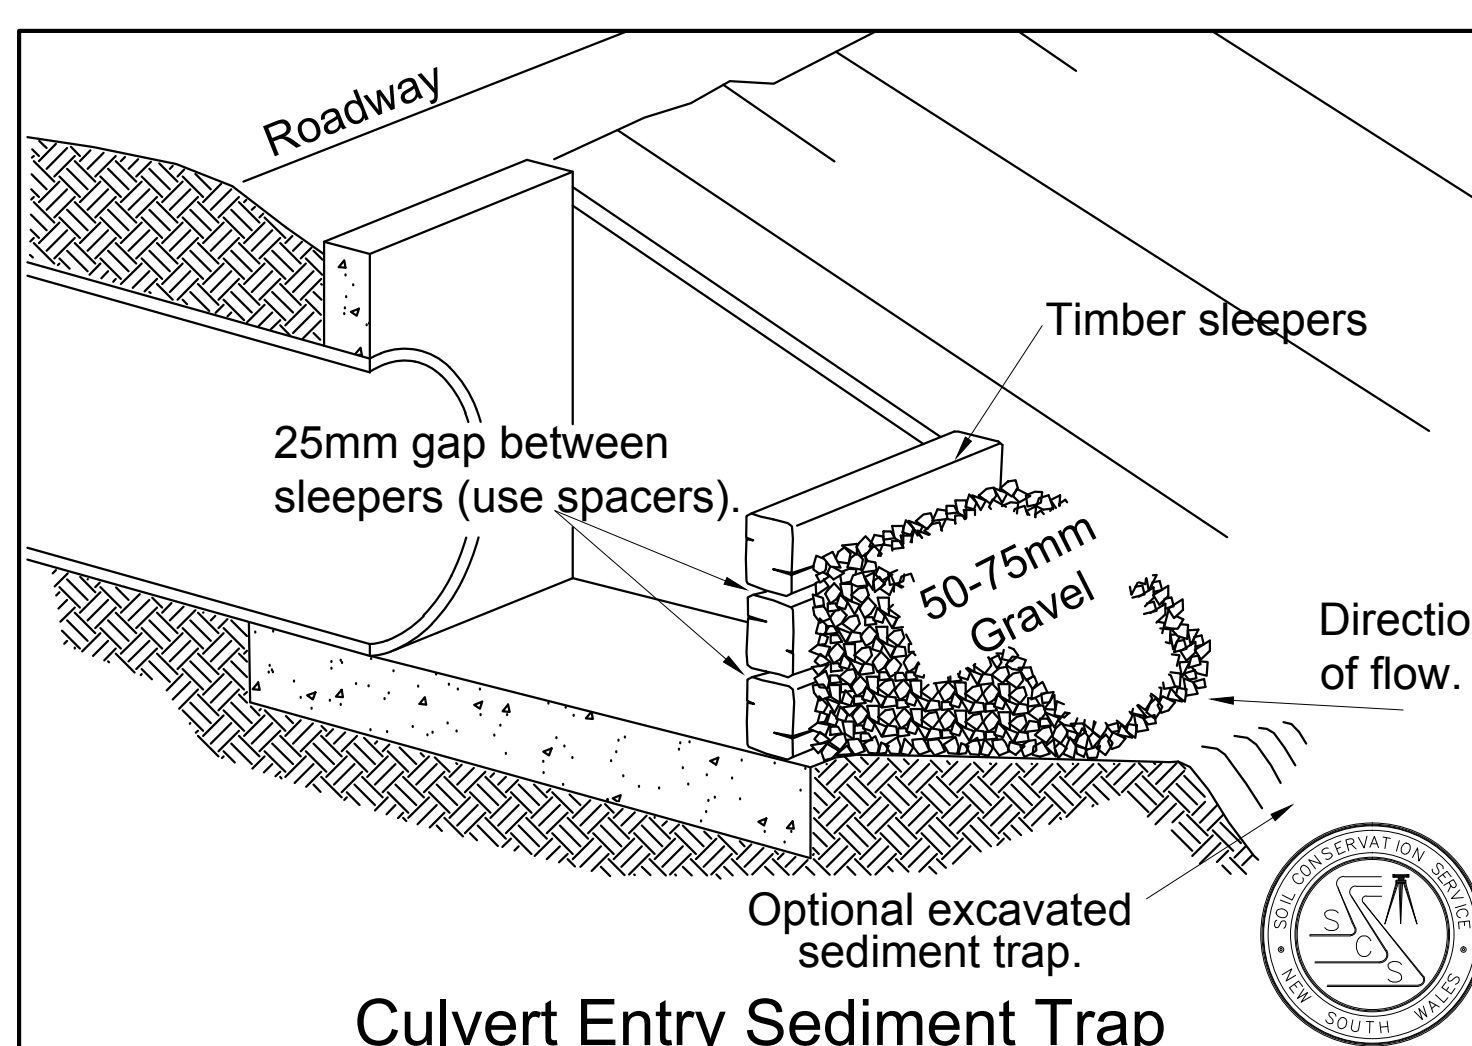 Roadway
Timber sleepers
25mm gap between
sleepers (use spacers).
50-75mm
Gravel
Directio
of flow.
Optional excavated
sediment trap.
SOIL CONSERVATION SERVICE
NEW SOUTH WALES
S
C
S
Culvert Entry Sediment Trap